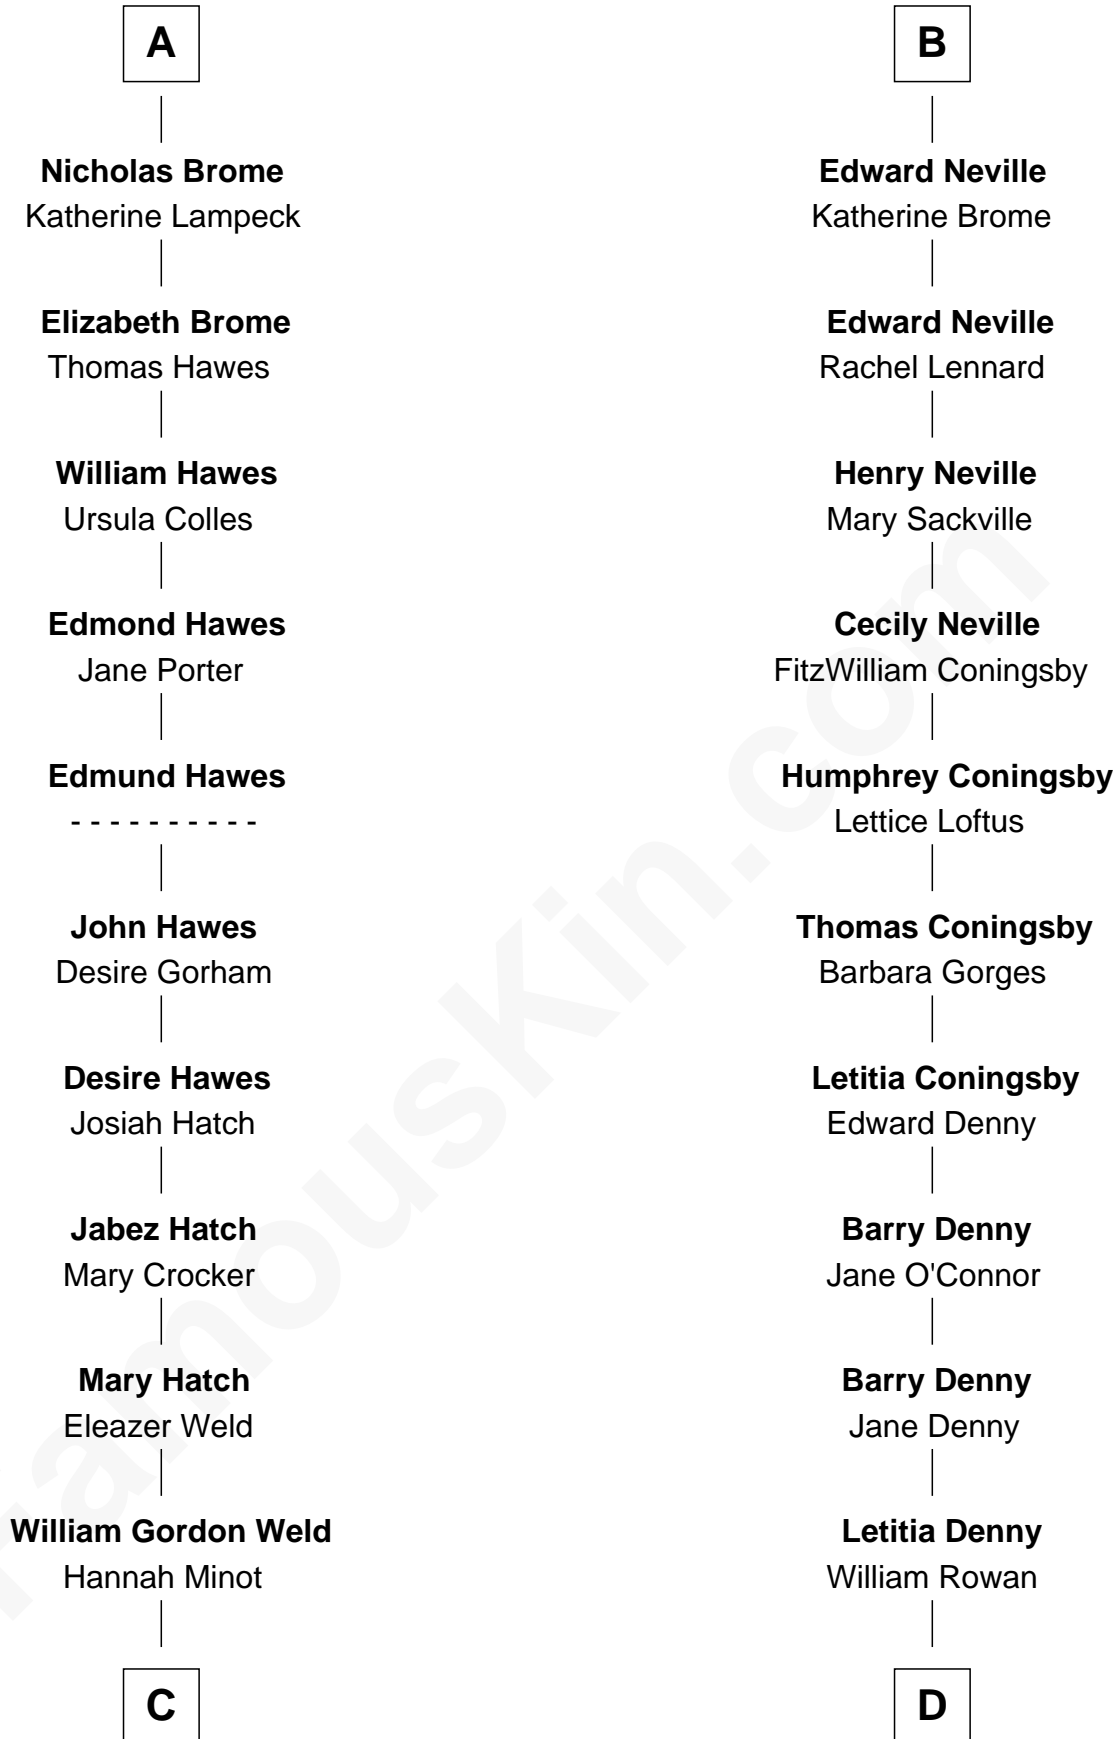 A
Nicholas Brome
Katherine Lampeck
Elizabeth Brome
Thomas Hawes
William Hawes
Ursula Colles
Edmond Hawes
Jane Porter
Edmund Hawes
- - - - - - - - - -
John Hawes
Desire Gorham
Desire Hawes
Josiah Hatch
Jabez Hatch
Mary Crocker
Mary Hatch
Eleazer Weld
William Gordon Weld
Hannah Minot
C
B
Edward Neville
Katherine Brome
Edward Neville
Rachel Lennard
Henry Neville
Mary Sackville
Cecily Neville
FitzWilliam Coningsby
Humphrey Coningsby
Lettice Loftus
Thomas Coningsby
Barbara Gorges
Letitia Coningsby
Edward Denny
Barry Denny
Jane O'Connor
Barry Denny
Jane Denny
Letitia Denny
William Rowan
D
FamousKin.com